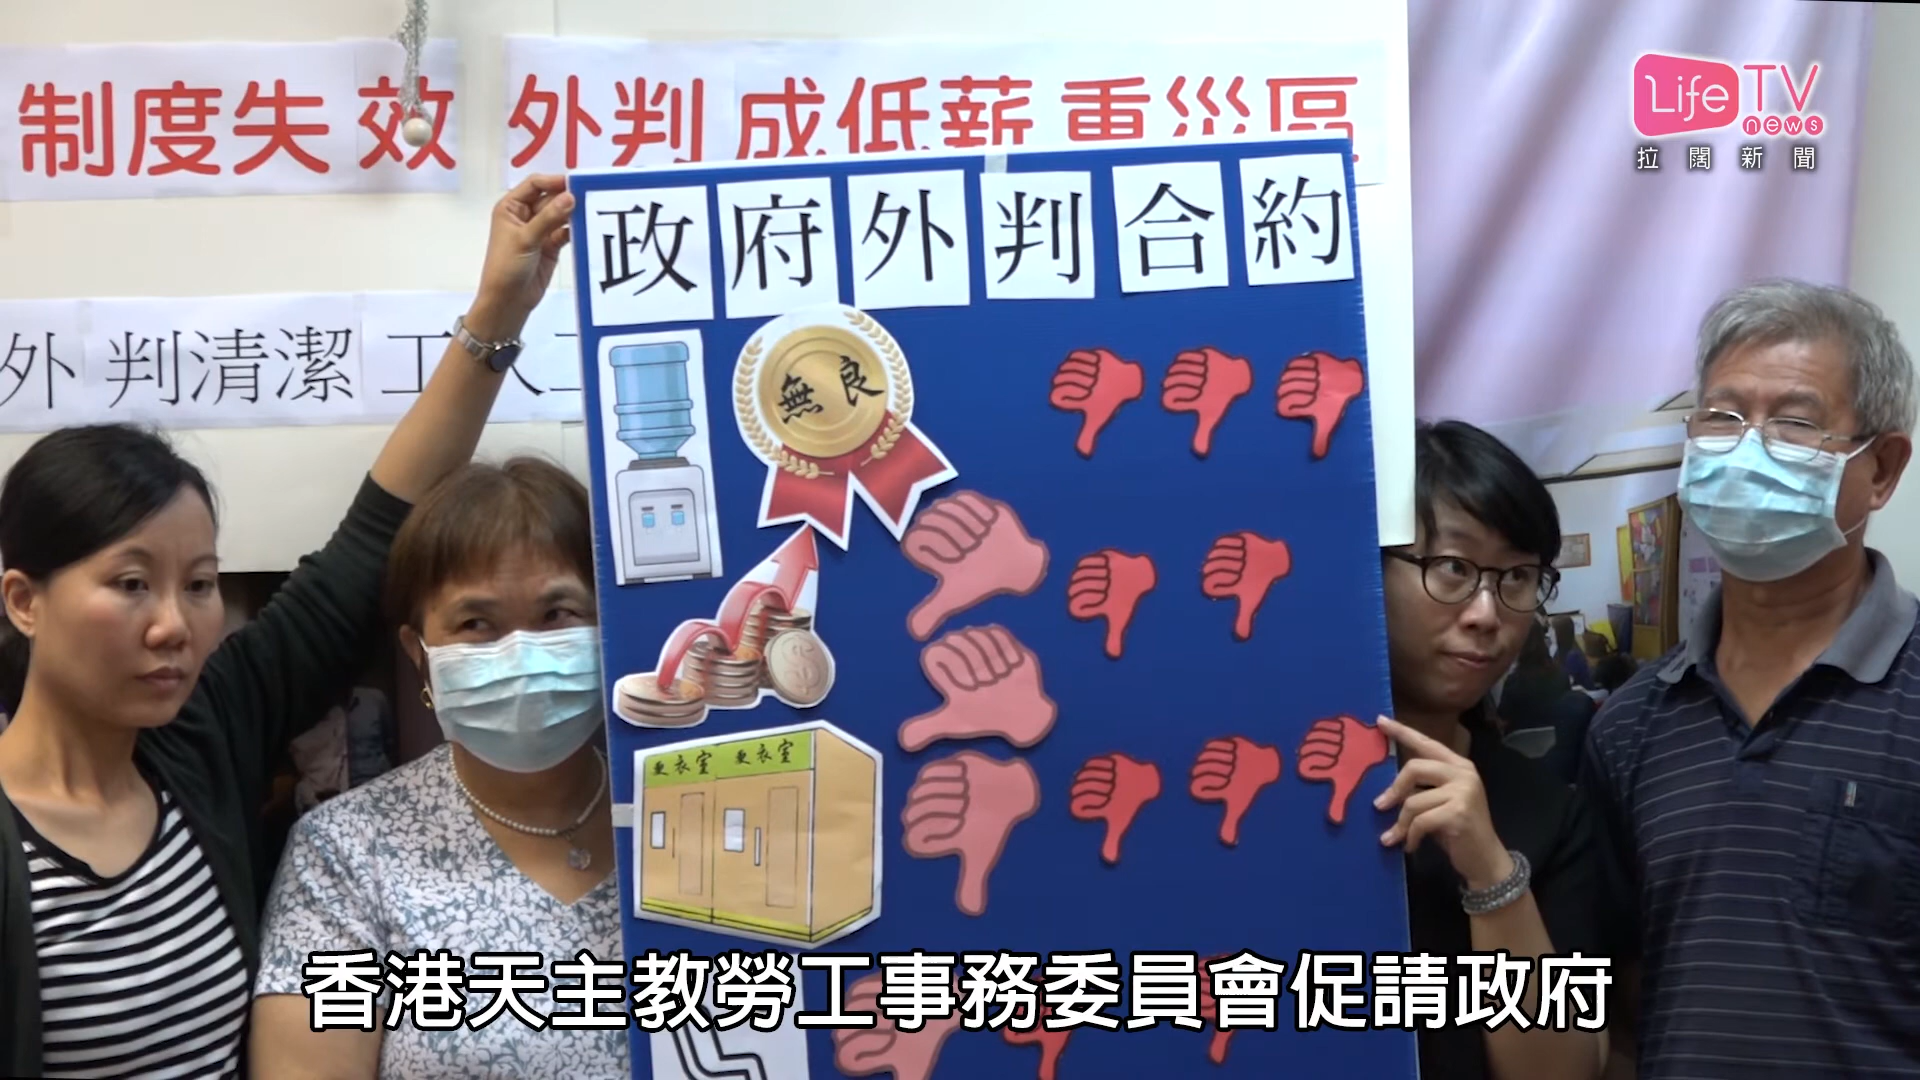 制度失效 外判成低薪重災區
Life TV
news
拉闊新聞
政府外判合約
外判清潔工人工
無良
更衣室 更衣室
香港天主教勞工事務委員會促請政府